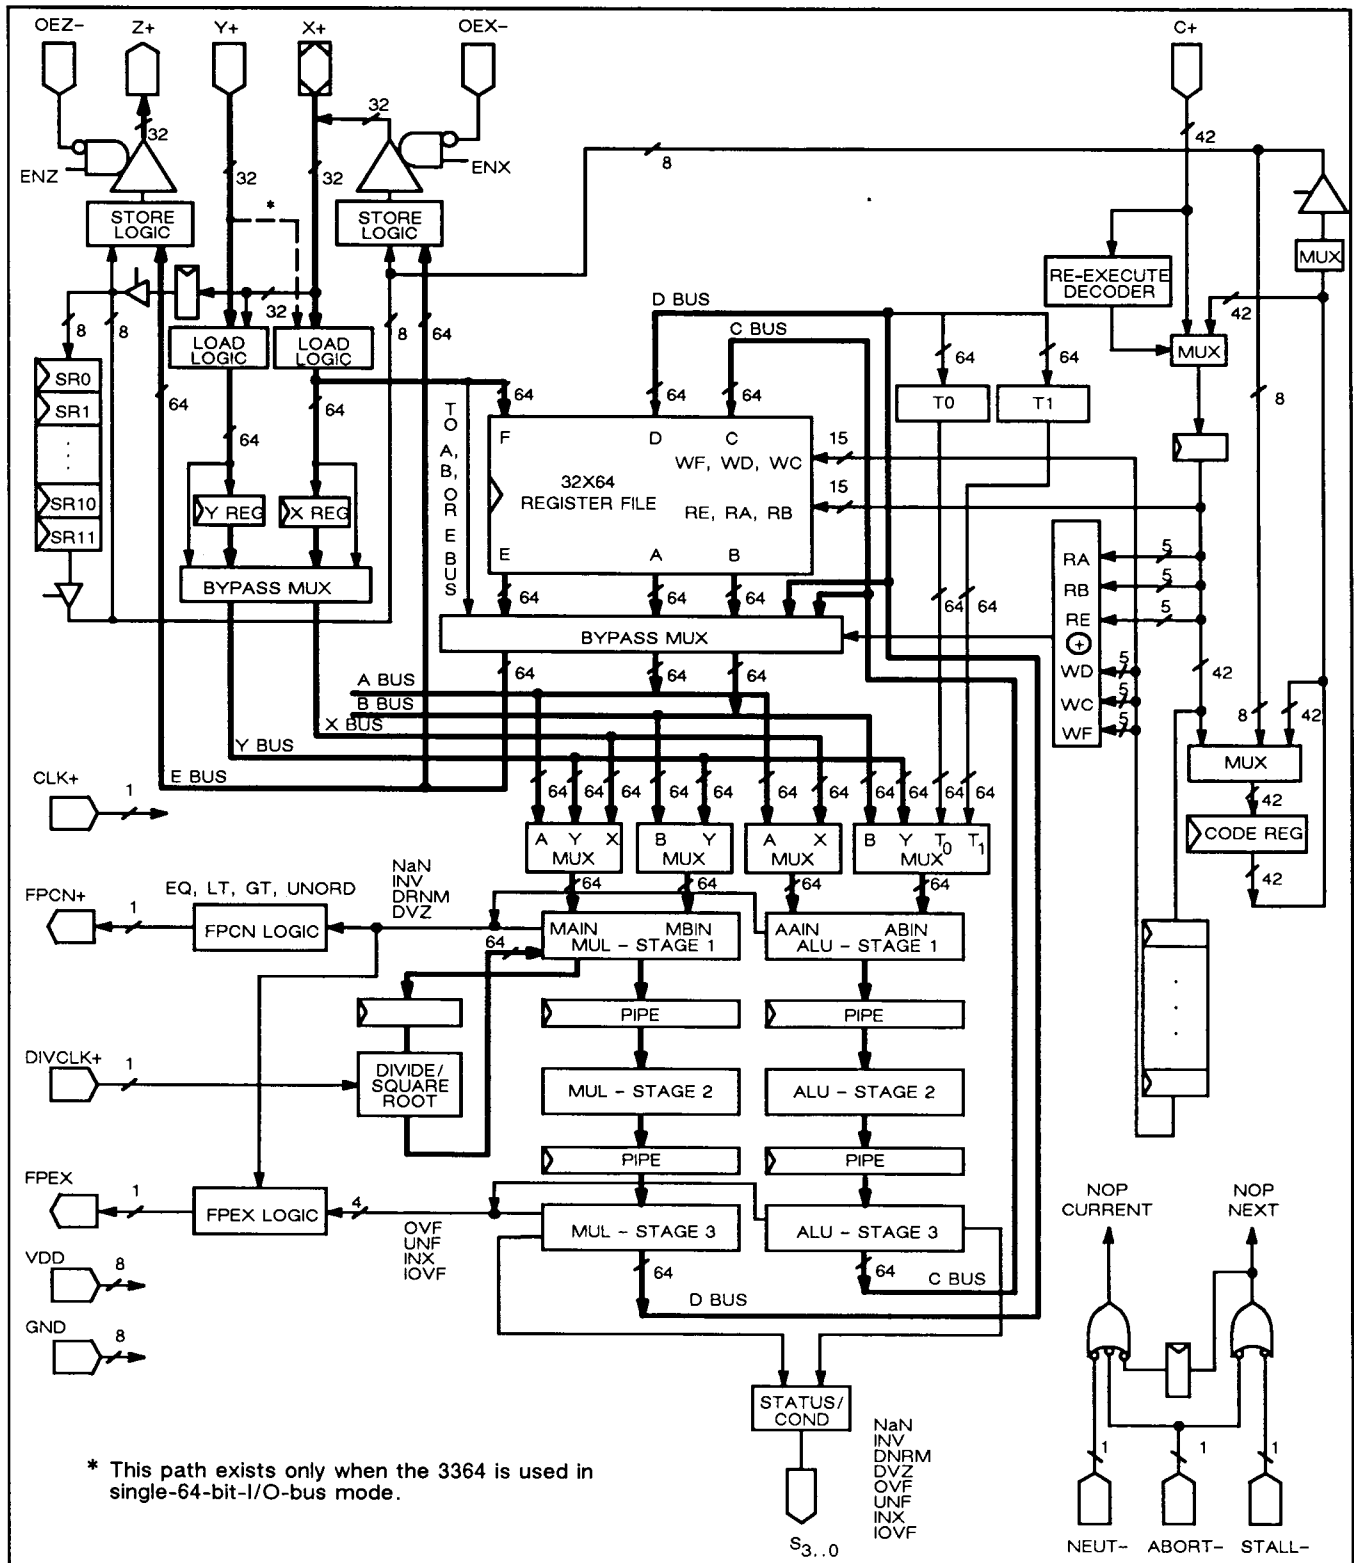 OEZ-
Z+
Y+
X+
OEX-
C+
32
32
42
ENZ
32
32
ENX
8
*
STORE
LOGIC
STORE
LOGIC
MUX
RE-EXECUTE
DECODER
D BUS
32
42
C BUS
8
8
8
64
LOAD
LOGIC
LOAD
LOGIC
MUX
64
64
SR0
64
64
64
64
64
64
T0
T1
8
SR1
TO A, B, OR E BUS
F
D
C
15
64
WF, WD, WC
32X64
REGISTER FILE
15
SR10
Y REG
X REG
RE, RA, RB
SR11
E
A
B
RA
5
RB
5
BYPASS MUX
64
64
64
64
64
RE
5
BYPASS MUX
+
64
64
64
WD
5
42
A BUS
WC
5
B BUS
8
42
X BUS
WF
5
Y BUS
MUX
CLK+
E BUS
1
64
64
64
64
64
64
64
64
64
64
64
42
A
Y
X
MUX
B
Y
MUX
A
X
MUX
B
Y
T0
T1
MUX
CODE REG
NaN
INV
DRNM
DVZ
64
64
64
64
42
FPCN+
EQ, LT, GT, UNORD
1
FPCN LOGIC
MAIN
MBIN
MUL - STAGE 1
AAIN
ABIN
ALU - STAGE 1
64
PIPE
PIPE
DIVCLK+
1
DIVIDE/
SQUARE
ROOT
MUL - STAGE 2
ALU - STAGE 2
PIPE
PIPE
FPEX
NOP
CURRENT
NOP
NEXT
1
FPEX LOGIC
4
MUL - STAGE 3
ALU - STAGE 3
OVF
UNF
INX
IOVF
VDD
8
64
64
C BUS
D BUS
GND
8
STATUS/
COND
NaN
INV
DNRM
DVZ
OVF
UNF
INX
IOVF
1
1
1
* This path exists only when the 3364 is used in
single-64-bit-I/O-bus mode.
S3..0
NEUT-
ABORT-
STALL-